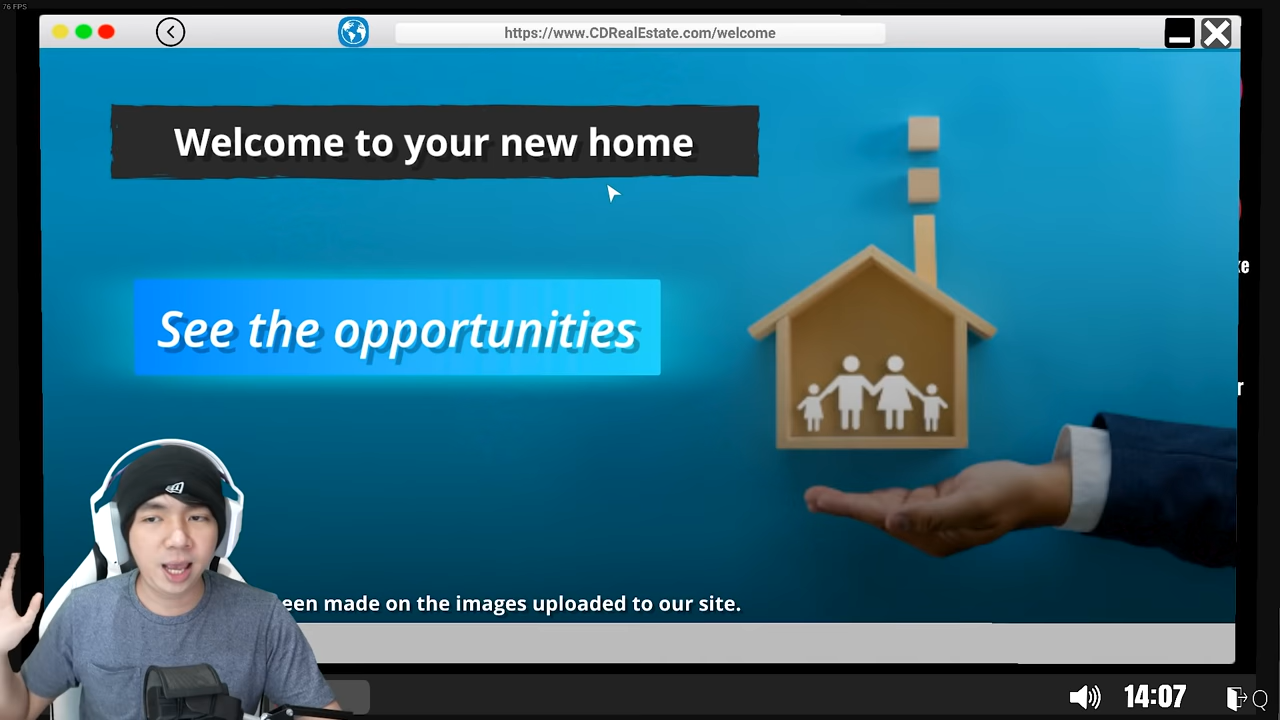 76 FPS
https://www.CDRealEstate.com/welcome
Welcome to your new home
See the opportunities
made on the images uploaded to our site.
14:07
Q